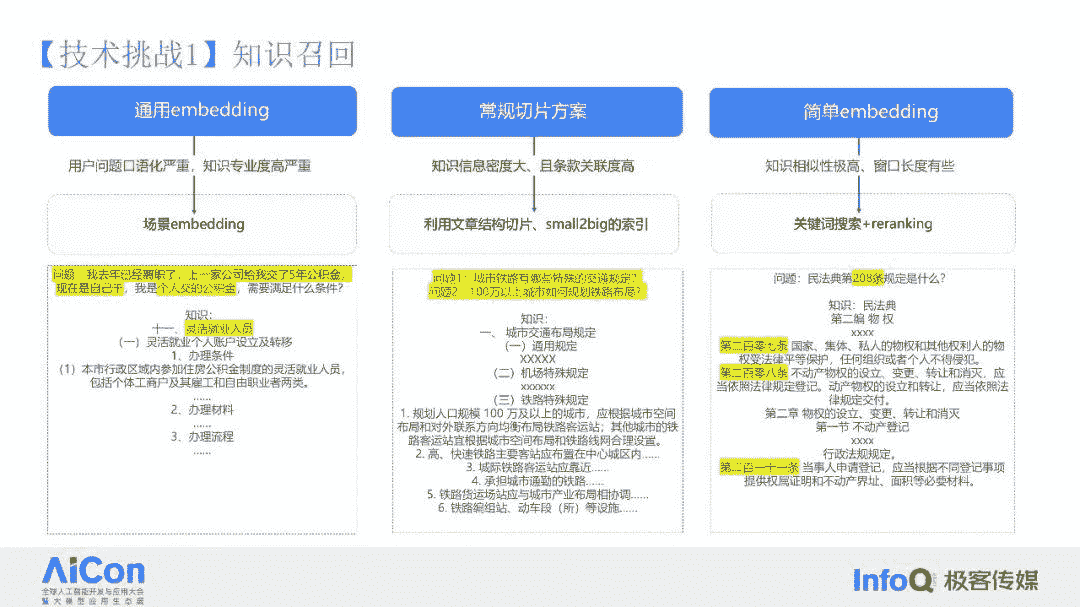 【技术挑战1】知识召回
通用embedding
用户问题口语化严重，知识专业度高严重
场景embedding
问题：我去年已经离职了，上一家公司给我交了5年公积金，
现在是自己干，我是个人交的公积金，需要满足什么条件？
知识：
十一、灵活就业人员
（一）灵活就业个人账户设立及转移
1、办理条件
（1）本市行政区域内参加住房公积金制度的灵活就业人员，
包括个体工商户及其雇工和自由职业者两类。
......
2、办理材料
......
3、办理流程
......
常规切片方案
知识信息密度大、且条款关联度高
利用文章结构切片、small2big的索引
问题1：城市铁路有哪些特殊的交通规定？
问题2：100万以上城市如何规划铁路布局？
知识：
一、 城市交通布局规定
（一）通用规定
XXXXX
（二）机场特殊规定
xxxxxx
（三）铁路特殊规定
1. 规划人口规模 100 万及以上的城市，应根据城市空间
布局和对外联系方向均衡布局铁路客运站；其他城市的铁
路客运站宜根据城市空间布局和铁路线网合理设置。
2. 高、快速铁路主要客站应布置在中心城区内......
3. 城际铁路客运站应靠近......
4. 承担城市通勤的铁路......
5. 铁路货运场站应与城市产业布局相协调......
6. 铁路编组站、动车段（所）等设施......
简单embedding
知识相似性极高、窗口长度有些
关键词搜索+reranking
问题：民法典第208条规定是什么？
知识：民法典
第二编 物 权
xxxx
第二百零七条 国家、集体、私人的物权和其他权利人的物
权受法律平等保护，任何组织或者个人不得侵犯。
第二百零八条 不动产物权的设立、变更、转让和消灭，应
当依照法律规定登记。动产物权的设立和转让，应当依照法
律规定交付。
第二章 物权的设立、变更、转让和消灭
第一节 不动产登记
xxxx
行政法规规定。
第二百一十一条 当事人申请登记，应当根据不同登记事项
提供权属证明和不动产界址、面积等必要材料。
AiCon
全球人工智能开发与应用大会
暨大模型应用生态展
InfoQ 极客传媒